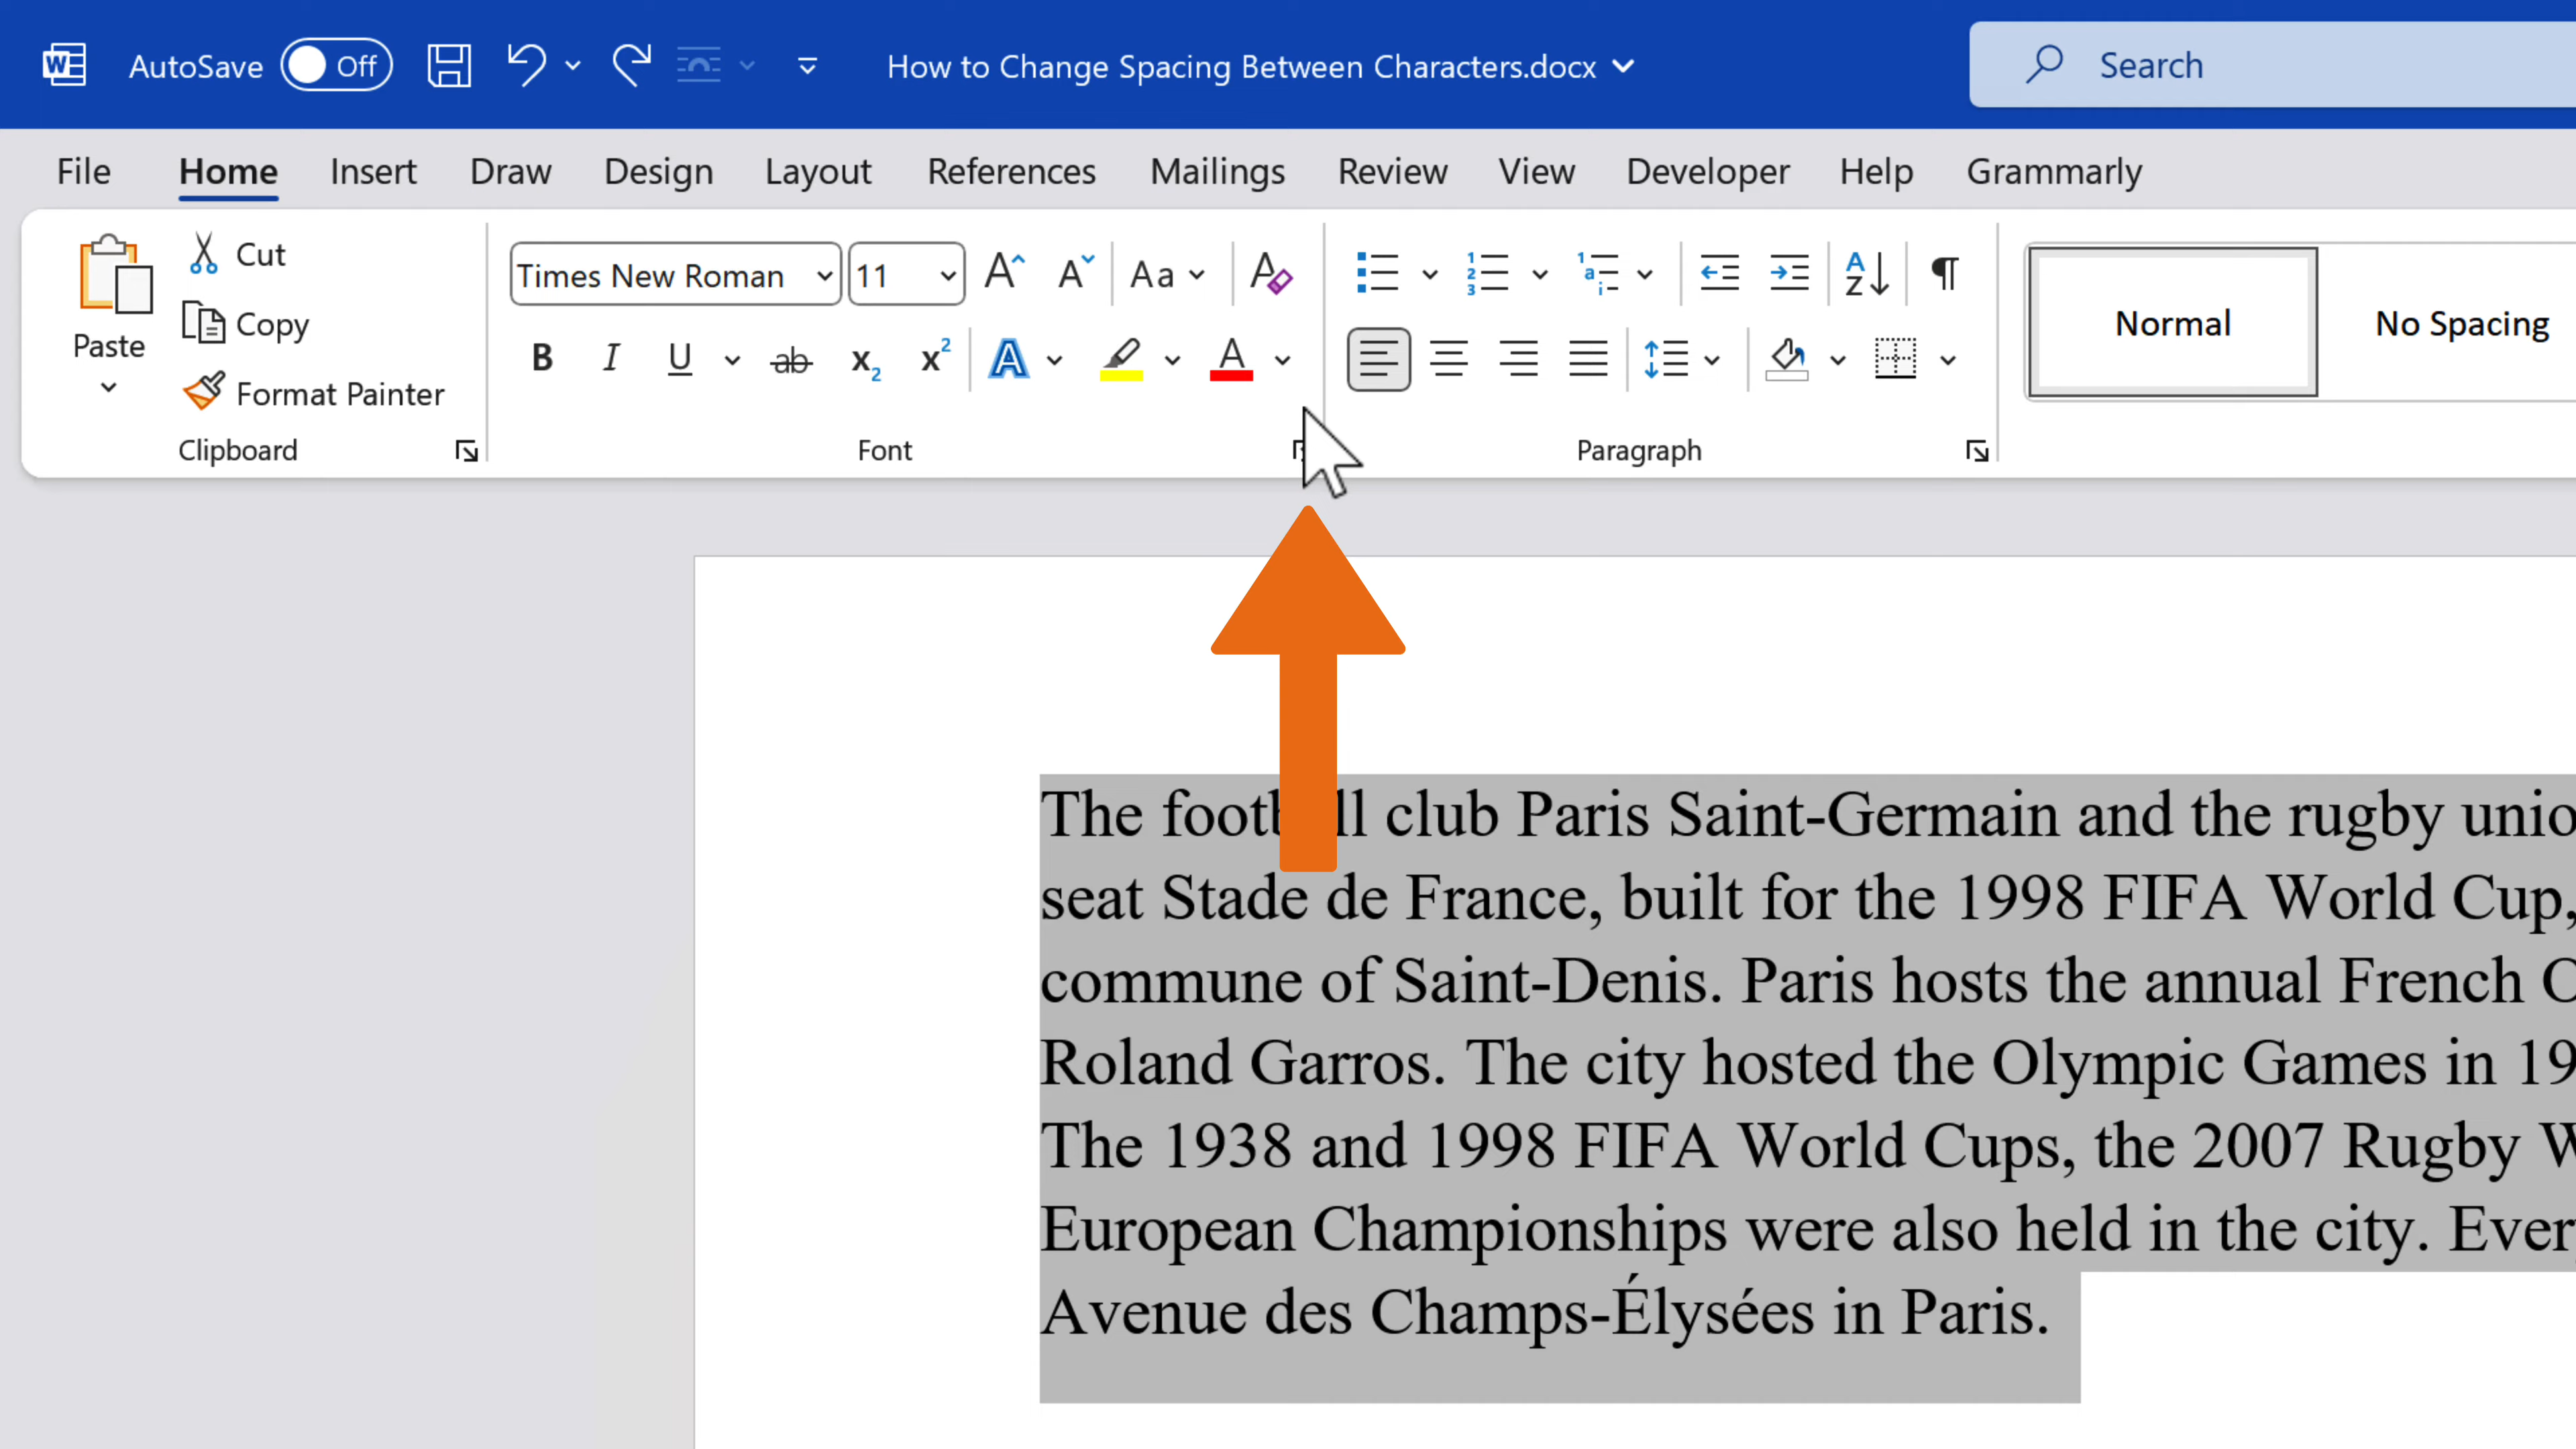 AutoSave Off How to Change Spacing Between Characters.docx Search
File Home Insert Draw Design Layout References Mailings Review View Developer Help Grammarly
Paste
Cut
Copy
Format Painter
Clipboard
Times New Roman 11 Aa
B I U ab x2 x2 A A
Font
Paragraph
Normal No Spacing
The foot ll club Paris Saint-Germain and the rugby unio
seat Stade de France, built for the 1998 FIFA World Cup,
commune of Saint-Denis. Paris hosts the annual French O
Roland Garros. The city hosted the Olympic Games in 19
The 1938 and 1998 FIFA World Cups, the 2007 Rugby W
European Championships were also held in the city. Ever
Avenue des Champs-Élysées in Paris.